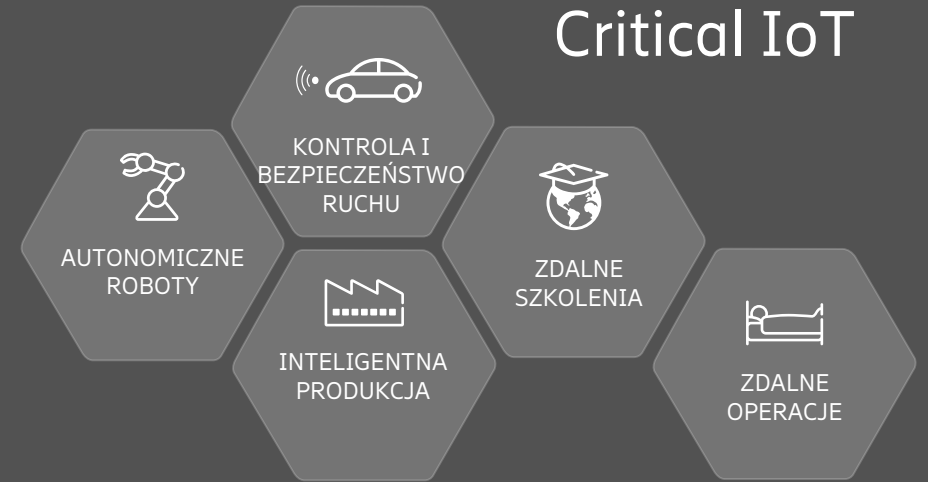 Critical IoT
KONTROLA I
BEZPIECZEŃSTWO
RUCHU
AUTONOMICZNE
ROBOTY
ZDALNE
SZKOLENIA
INTELIGENTNA
PRODUKCJA
ZDALNE
OPERACJE